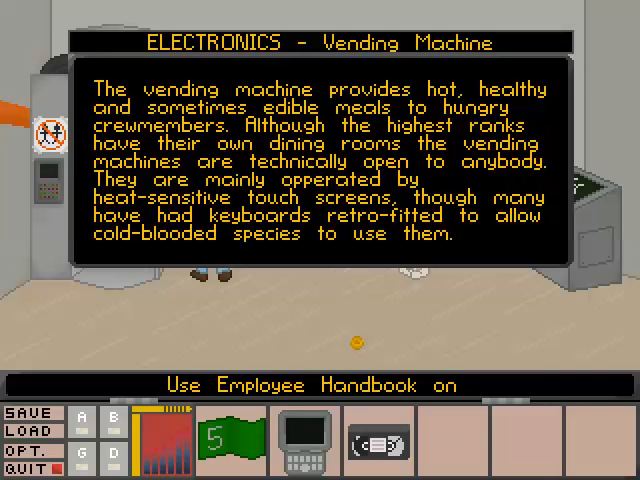 ELECTRONICS - Vending Machine
The vending machine provides hot, healthy
and sometimes edible meals to hungry
crewmembers. Although the highest ranks
have their own dining rooms the vending
machines are technically open to anybody.
They are mainly opperated by
heat-sensitive touch screens, though many
have had keyboards retro-fitted to allow
cold-blooded species to use them.
Use Employee Handbook on
SAVE
LOAD
OPT.
QUIT
A B
G D
5